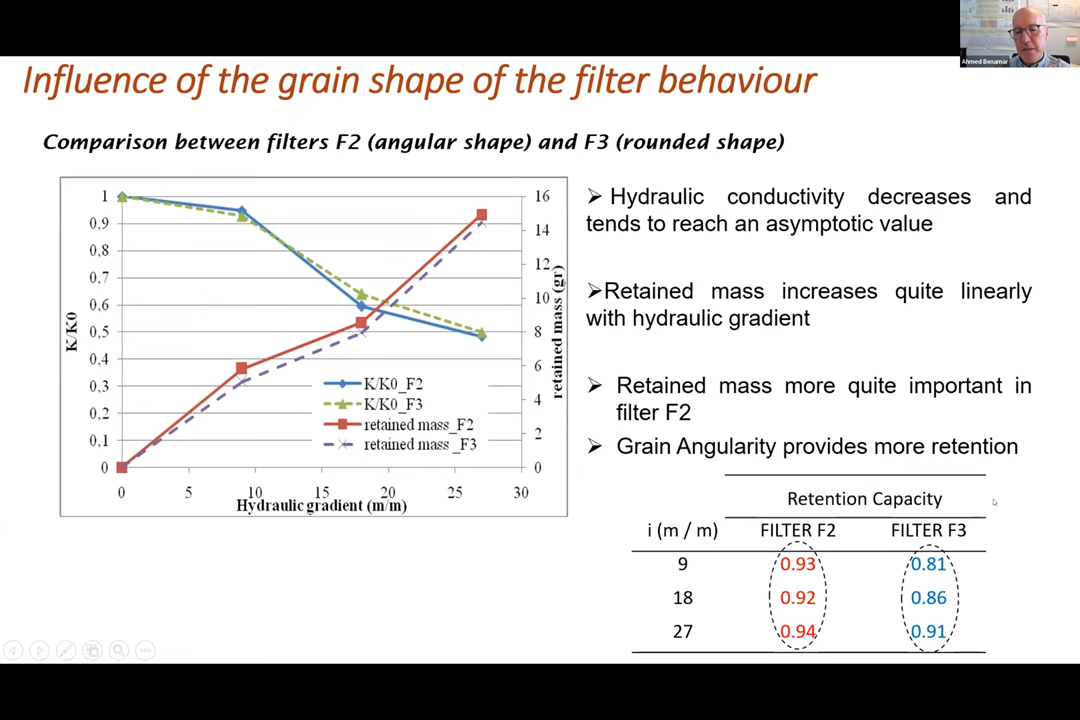 Ahmed Benamar
Influence of the grain shape of the filter behaviour
Comparison between filters F2 (angular shape) and F3 (rounded shape)
1
0,9
0,8
0,7
0,6
0,5
0,4
0,3
0,2
0,1
0
K/K0
16
14
12
10
8
6
4
2
0
retained mass (gr)
K/K0_F2
K/K0_F3
retained mass_F2
retained mass _F3
0 5 10 15 20 25 30
Hydraulic gradient (m/m)
➢ Hydraulic conductivity decreases and
tends to reach an asymptotic value
➢Retained mass increases quite linearly
with hydraulic gradient
➢ Retained mass more quite important in
filter F2
➢ Grain Angularity provides more retention
Retention Capacity
i (m / m) FILTER F2 FILTER F3
9 0.93 0.81
18 0.92 0.86
27 0.94 0.91